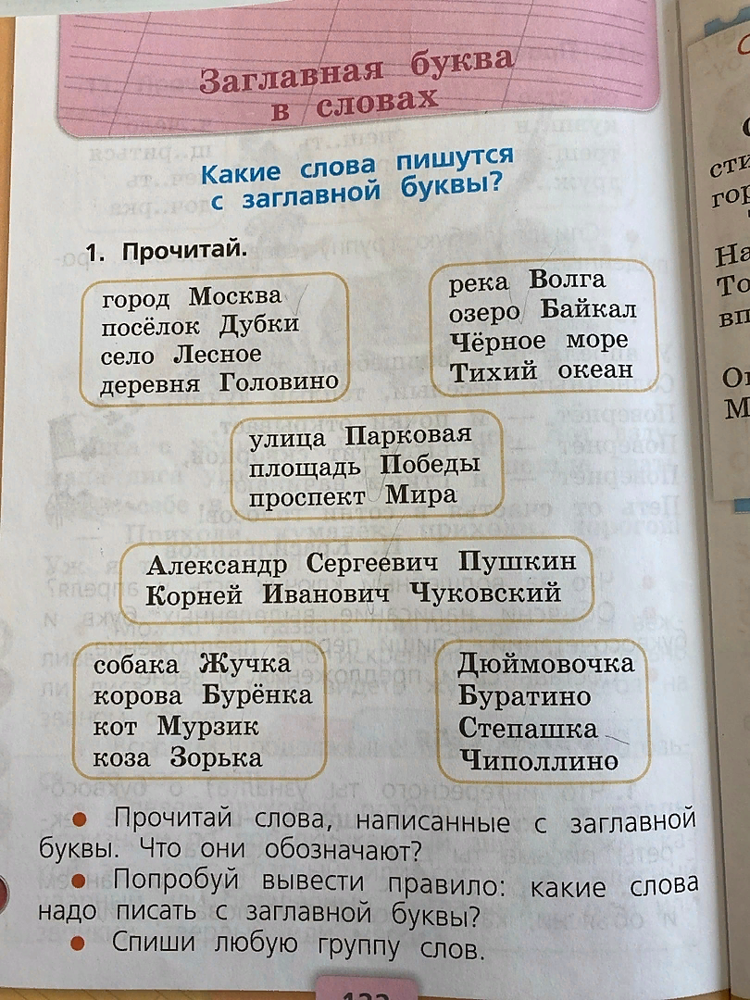 Заглавная буква
в словах
Какие слова пишутся
с заглавной буквы?
1. Прочитай.
город Москва
посёлок Дубки
село Лесное
деревня Головино
река Волга
озеро Байкал
Чёрное море
Тихий океан
улица Парковая
площадь Победы
проспект Мира
Александр Сергеевич Пушкин
Корней Иванович Чуковский
собака Жучка
корова Бурёнка
кот Мурзик
коза Зорька
Дюймовочка
Буратино
Степашка
Чиполлино
• Прочитай слова, написанные с заглавной
буквы. Что они обозначают?
• Попробуй вывести правило: какие слова
надо писать с заглавной буквы?
• Спиши любую группу слов.